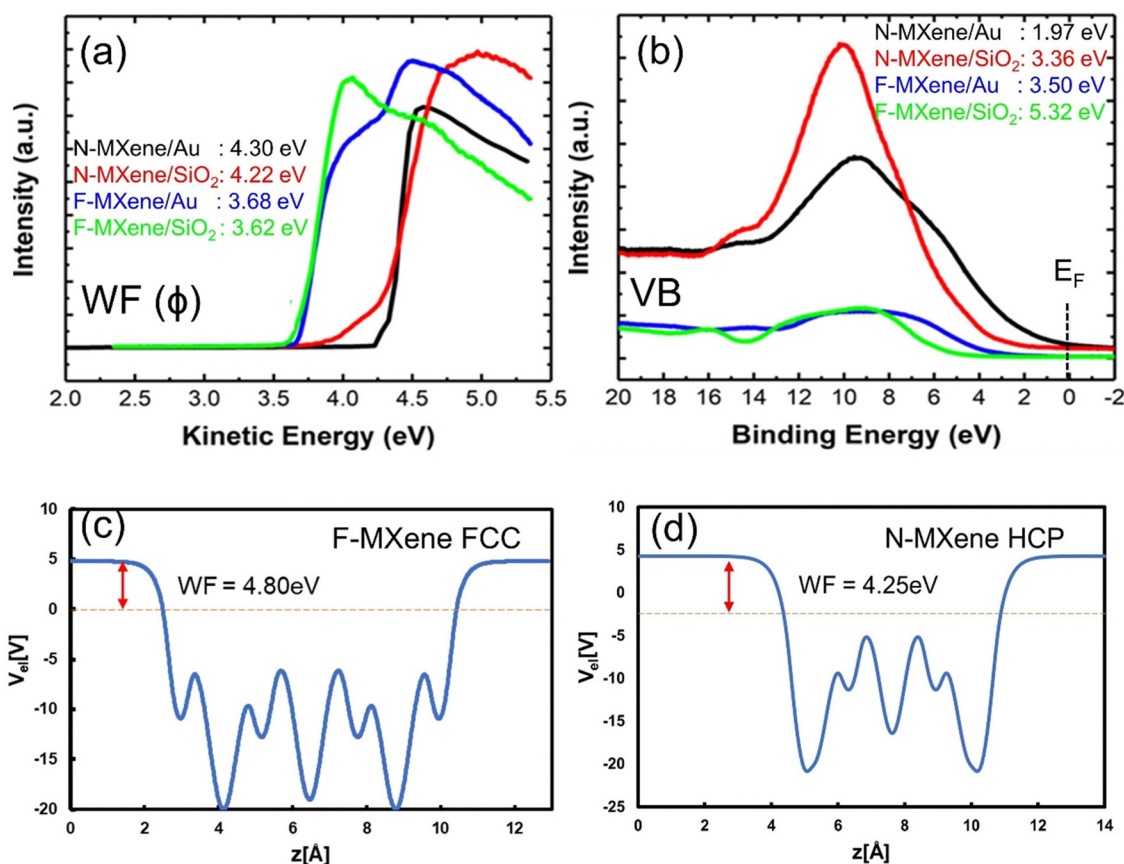 (a)
N-MXene/Au : 4.30 eV
N-MXene/SiO₂: 4.22 eV
F-MXene/Au : 3.68 eV
F-MXene/SiO₂: 3.62 eV
WF (ϕ)
Intensity (a.u.)
2.0 2.5 3.0 3.5 4.0 4.5 5.0 5.5
Kinetic Energy (eV)
(b)
N-MXene/Au : 1.97 eV
N-MXene/SiO₂: 3.36 eV
F-MXene/Au : 3.50 eV
F-MXene/SiO₂: 5.32 eV
VB
E_F
Intensity (a.u.)
20 18 16 14 12 10 8 6 4 2 0 -2
Binding Energy (eV)
(c)
F-MXene FCC
WF = 4.80eV
V_el[V]
10
5
0
-5
-10
-15
-20
0 2 4 6 8 10 12
z[Å]
(d)
N-MXene HCP
WF = 4.25eV
V_el[V]
10
5
0
-5
-10
-15
-20
-25
0 2 4 6 8 10 12 14
z[Å]